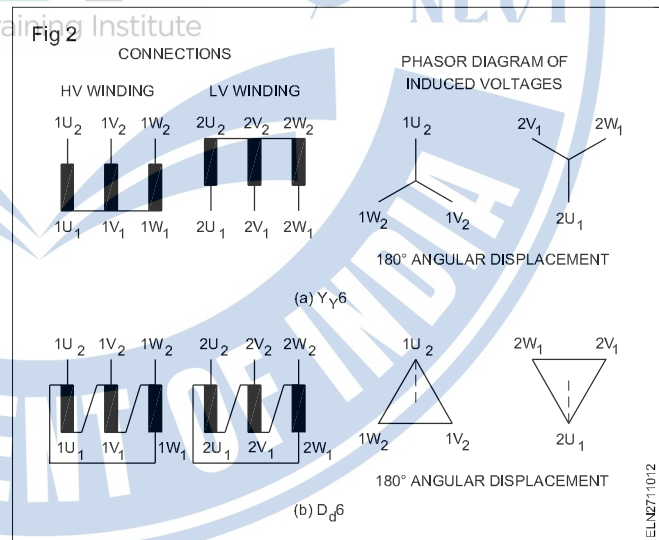 aining Institute
Fig 2
CONNECTIONS
HV WINDING LV WINDING
PHASOR DIAGRAM OF
INDUCED VOLTAGES
1U2 1V2 1W2 2U2 2V2 2W2
1U1 1V1 1W1 2U1 2V1 2W1
1U2
1W2 1V2
2V1 2W1
2U1
180° ANGULAR DISPLACEMENT
(a) YY6
1U2 1V2 1W2 2U2 2V2 2W2
1U1 1V1 1W1 2U1 2V1 2W1
1U2
1W2 1V2
2W1 2V1
2U1
180° ANGULAR DISPLACEMENT
(b) Dd6
ELN2711012
ENT OF INDIA